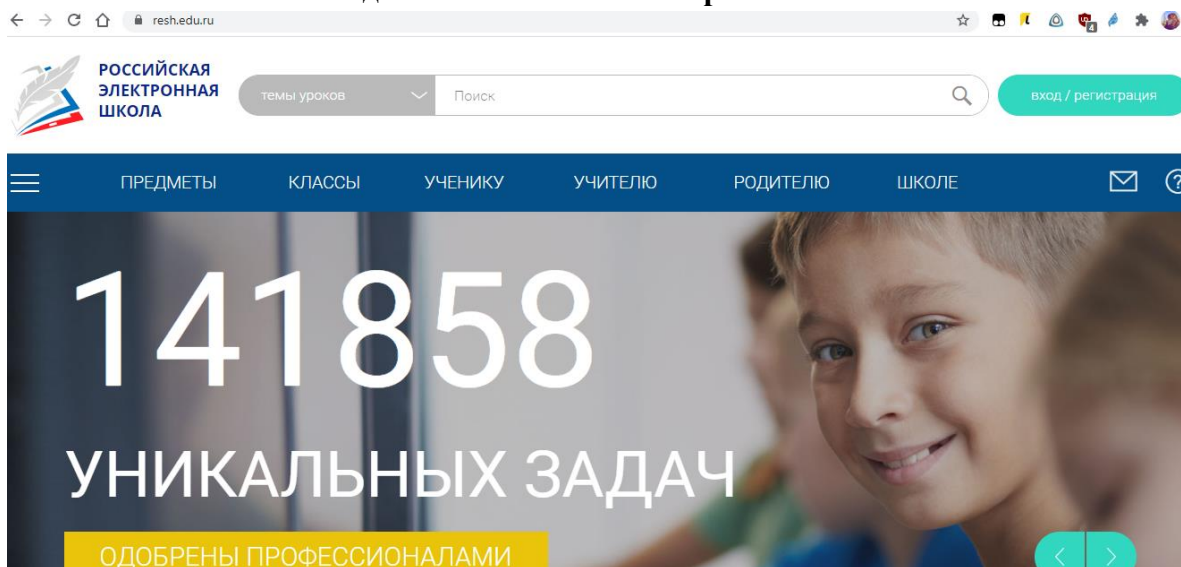 resh.edu.ru
РОССИЙСКАЯ
ЭЛЕКТРОННАЯ
ШКОЛА
темы уроков
Поиск
вход / регистрация
ПРЕДМЕТЫ КЛАССЫ УЧЕНИКУ УЧИТЕЛЮ РОДИТЕЛЮ ШКОЛЕ
141858
УНИКАЛЬНЫХ ЗАДАЧ
ОДОБРЕНЫ ПРОФЕССИОНАЛАМИ